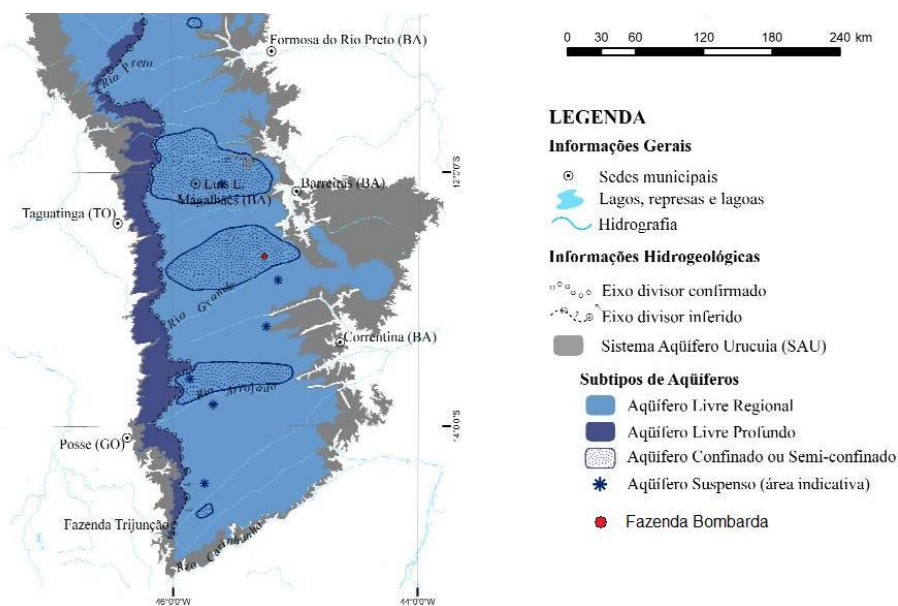 Formosa do Rio Preto (BA)
Rio Preto
Luis E.
Magalhães (BA)
Barreiras (BA)
12°0'0"S
Taguatinga (TO)
Rio Grande
Correntina (BA)
Rio Arrojado
14°0'0"S
Posse (GO)
Fazenda Trijunção
Rio Carinhanha
46°0'0"W
44°0'0"W
0 30 60 120 180 240 km
LEGENDA
Informações Gerais
Sedes municipais
Lagos, represas e lagoas
Hidrografia
Informações Hidrogeológicas
Eixo divisor confirmado
Eixo divisor inferido
Sistema Aqüífero Urucuia (SAU)
Subtipos de Aqüíferos
Aqüífero Livre Regional
Aqüífero Livre Profundo
Aqüífero Confinado ou Semi-confinado
Aqüífero Suspenso (área indicativa)
Fazenda Bombarda